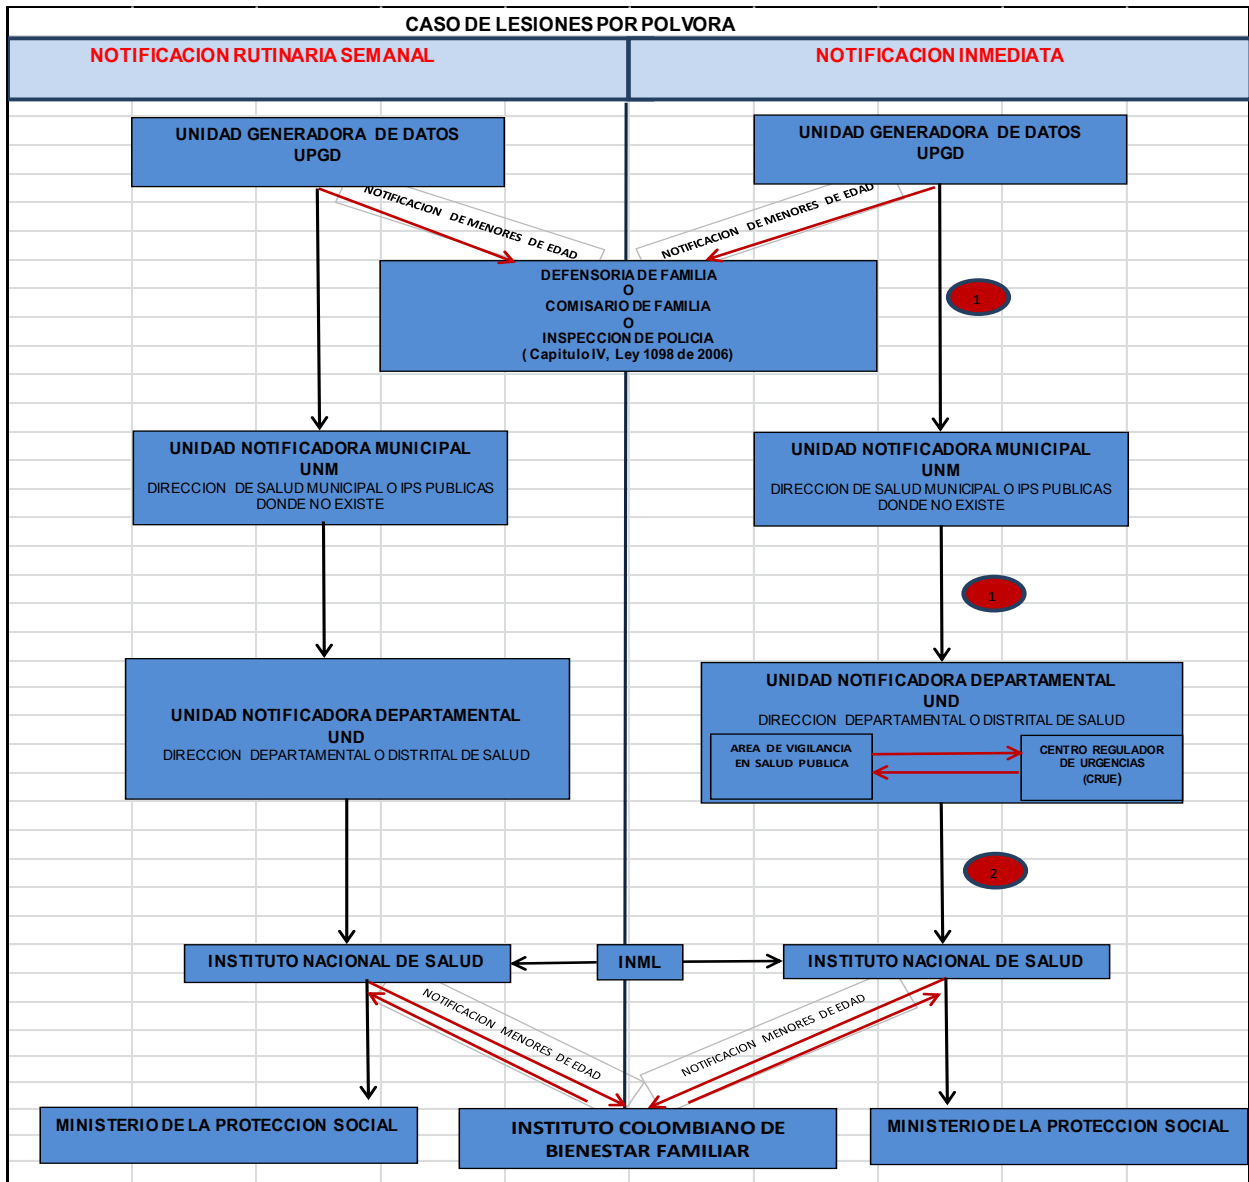 CASO DE LESIONES POR POLVORA
NOTIFICACION RUTINARIA SEMANAL
NOTIFICACION INMEDIATA
UNIDAD GENERADORA DE DATOS
UPGD
UNIDAD GENERADORA DE DATOS
UPGD
NOTIFICACION DE MENORES DE EDAD
NOTIFICACION DE MENORES DE EDAD
DEFENSORIA DE FAMILIA
O
COMISARIO DE FAMILIA
O
INSPECCION DE POLICIA
( Capitulo IV, Ley 1098 de 2006)
1
UNIDAD NOTIFICADORA MUNICIPAL
UNM
DIRECCION DE SALUD MUNICIPAL O IPS PUBLICAS
DONDE NO EXISTE
UNIDAD NOTIFICADORA MUNICIPAL
UNM
DIRECCION DE SALUD MUNICIPAL O IPS PUBLICAS
DONDE NO EXISTE
1
UNIDAD NOTIFICADORA DEPARTAMENTAL
UND
DIRECCION DEPARTAMENTAL O DISTRITAL DE SALUD
UNIDAD NOTIFICADORA DEPARTAMENTAL
UND
DIRECCION DEPARTAMENTAL O DISTRITAL DE SALUD
AREA DE VIGILANCIA
EN SALUD PUBLICA
CENTRO REGULADOR
DE URGENCIAS
(CRUE)
2
INSTITUTO NACIONAL DE SALUD
INML
INSTITUTO NACIONAL DE SALUD
NOTIFICACION MENORES DE EDAD
NOTIFICACION MENORES DE EDAD
MINISTERIO DE LA PROTECCION SOCIAL
INSTITUTO COLOMBIANO DE
BIENESTAR FAMILIAR
MINISTERIO DE LA PROTECCION SOCIAL